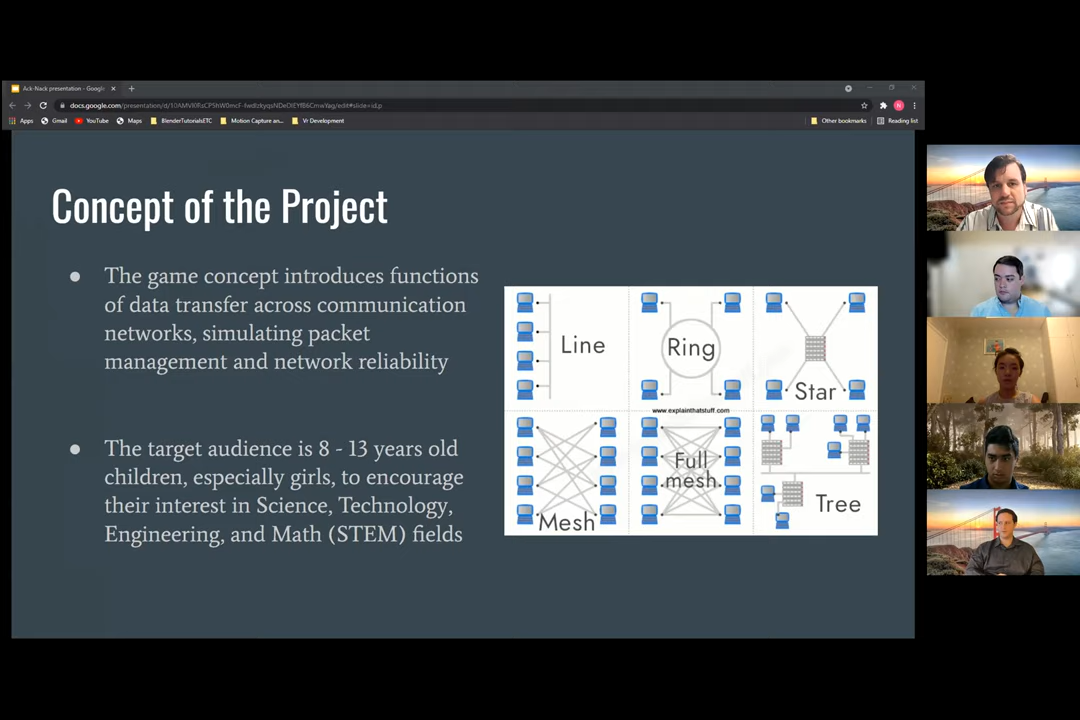 Ack-Nack presentation - Google
Apps
Gmail
YouTube
Maps
BlenderTutorialsETC
Motion Capture an...
Vr Development
Other bookmarks
Reading list
Concept of the Project
● The game concept introduces functions
of data transfer across communication
networks, simulating packet
management and network reliability
● The target audience is 8 - 13 years old
children, especially girls, to encourage
their interest in Science, Technology,
Engineering, and Math (STEM) fields
Line
Ring
Star
www.explainthatstuff.com
Mesh
Full
mesh
Tree